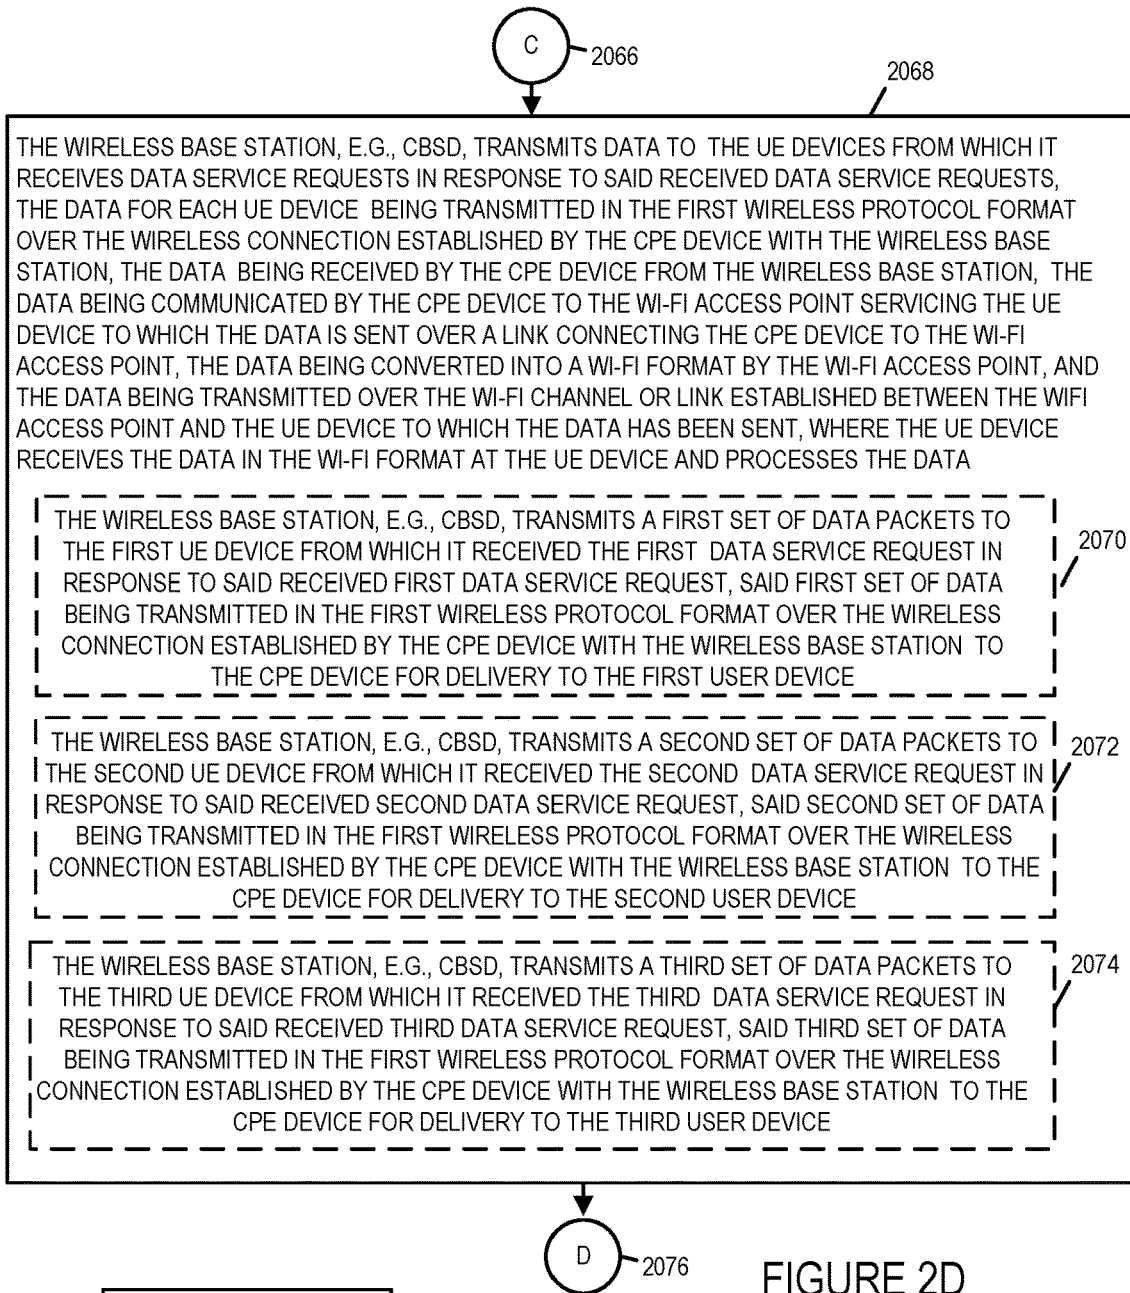 C
2066
2068
THE WIRELESS BASE STATION, E.G., CBSD, TRANSMITS DATA TO THE UE DEVICES FROM WHICH IT
RECEIVES DATA SERVICE REQUESTS IN RESPONSE TO SAID RECEIVED DATA SERVICE REQUESTS,
THE DATA FOR EACH UE DEVICE BEING TRANSMITTED IN THE FIRST WIRELESS PROTOCOL FORMAT
OVER THE WIRELESS CONNECTION ESTABLISHED BY THE CPE DEVICE WITH THE WIRELESS BASE
STATION, THE DATA BEING RECEIVED BY THE CPE DEVICE FROM THE WIRELESS BASE STATION, THE
DATA BEING COMMUNICATED BY THE CPE DEVICE TO THE WI-FI ACCESS POINT SERVICING THE UE
DEVICE TO WHICH THE DATA IS SENT OVER A LINK CONNECTING THE CPE DEVICE TO THE WI-FI
ACCESS POINT, THE DATA BEING CONVERTED INTO A WI-FI FORMAT BY THE WI-FI ACCESS POINT, AND
THE DATA BEING TRANSMITTED OVER THE WI-FI CHANNEL OR LINK ESTABLISHED BETWEEN THE WIFI
ACCESS POINT AND THE UE DEVICE TO WHICH THE DATA HAS BEEN SENT, WHERE THE UE DEVICE
RECEIVES THE DATA IN THE WI-FI FORMAT AT THE UE DEVICE AND PROCESSES THE DATA
THE WIRELESS BASE STATION, E.G., CBSD, TRANSMITS A FIRST SET OF DATA PACKETS TO
THE FIRST UE DEVICE FROM WHICH IT RECEIVED THE FIRST DATA SERVICE REQUEST IN
RESPONSE TO SAID RECEIVED FIRST DATA SERVICE REQUEST, SAID FIRST SET OF DATA
BEING TRANSMITTED IN THE FIRST WIRELESS PROTOCOL FORMAT OVER THE WIRELESS
CONNECTION ESTABLISHED BY THE CPE DEVICE WITH THE WIRELESS BASE STATION TO
THE CPE DEVICE FOR DELIVERY TO THE FIRST USER DEVICE
2070
THE WIRELESS BASE STATION, E.G., CBSD, TRANSMITS A SECOND SET OF DATA PACKETS TO
THE SECOND UE DEVICE FROM WHICH IT RECEIVED THE SECOND DATA SERVICE REQUEST IN
RESPONSE TO SAID RECEIVED SECOND DATA SERVICE REQUEST, SAID SECOND SET OF DATA
BEING TRANSMITTED IN THE FIRST WIRELESS PROTOCOL FORMAT OVER THE WIRELESS
CONNECTION ESTABLISHED BY THE CPE DEVICE WITH THE WIRELESS BASE STATION TO THE
CPE DEVICE FOR DELIVERY TO THE SECOND USER DEVICE
2072
THE WIRELESS BASE STATION, E.G., CBSD, TRANSMITS A THIRD SET OF DATA PACKETS TO
THE THIRD UE DEVICE FROM WHICH IT RECEIVED THE THIRD DATA SERVICE REQUEST IN
RESPONSE TO SAID RECEIVED THIRD DATA SERVICE REQUEST, SAID THIRD SET OF DATA
BEING TRANSMITTED IN THE FIRST WIRELESS PROTOCOL FORMAT OVER THE WIRELESS
CONNECTION ESTABLISHED BY THE CPE DEVICE WITH THE WIRELESS BASE STATION TO THE
CPE DEVICE FOR DELIVERY TO THE THIRD USER DEVICE
2074
D
2076
FIGURE 2D